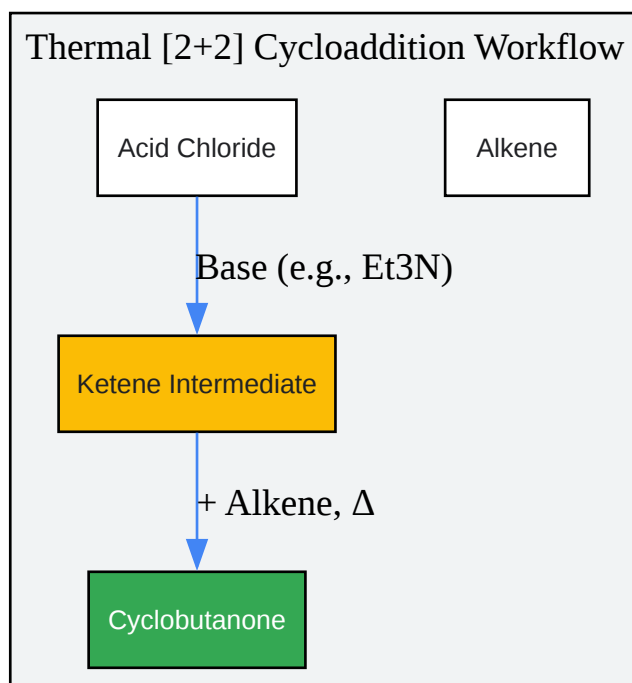 Thermal [2+2] Cycloaddition Workflow
Acid Chloride
Alkene
Base (e.g., Et3N)
Ketene Intermediate
+ Alkene, Δ
Cyclobutanone